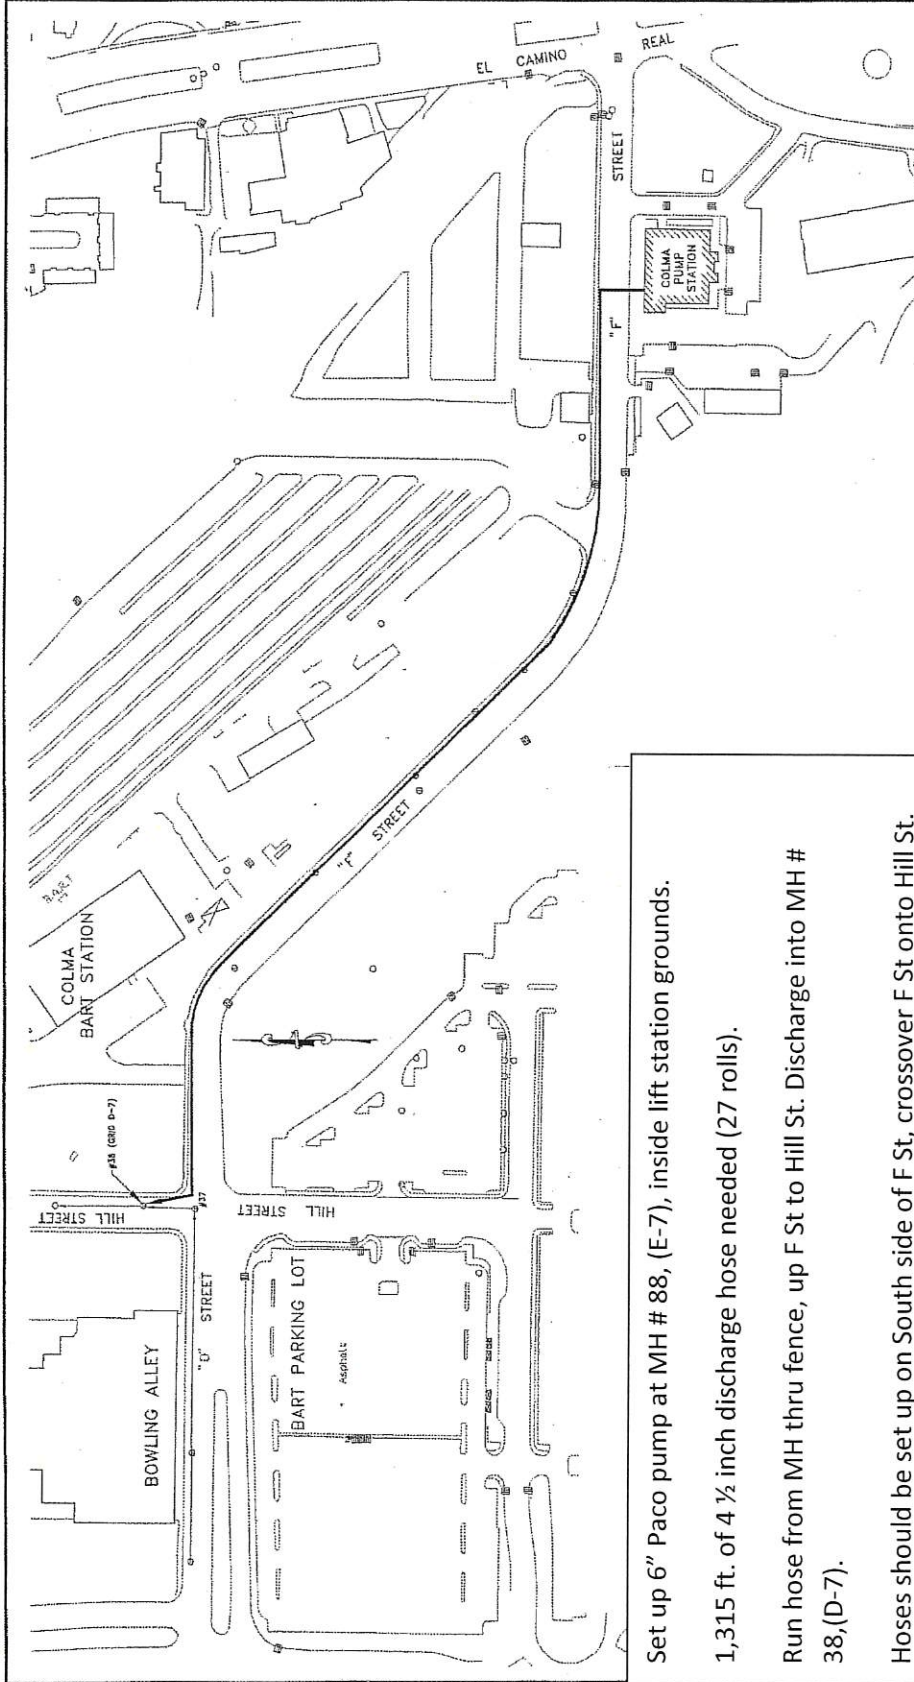 EL CAMINO REAL
COLMA
BART STATION
#38 (GRID D-7)
HILL STREET
#37
HILL STREET
"D" STREET
BOWLING ALLEY
BART PARKING LOT
Asphalt
"F" STREET
"F" STREET
COLMA
PUMP
STATION
Set up 6” Paco pump at MH # 88, (E-7), inside lift station grounds.
1,315 ft. of 4 ½ inch discharge hose needed (27 rolls).
Run hose from MH thru fence, up F St to Hill St. Discharge into MH #
38,(D-7).
Hoses should be set up on South side of F St, crossover F St onto Hill St.